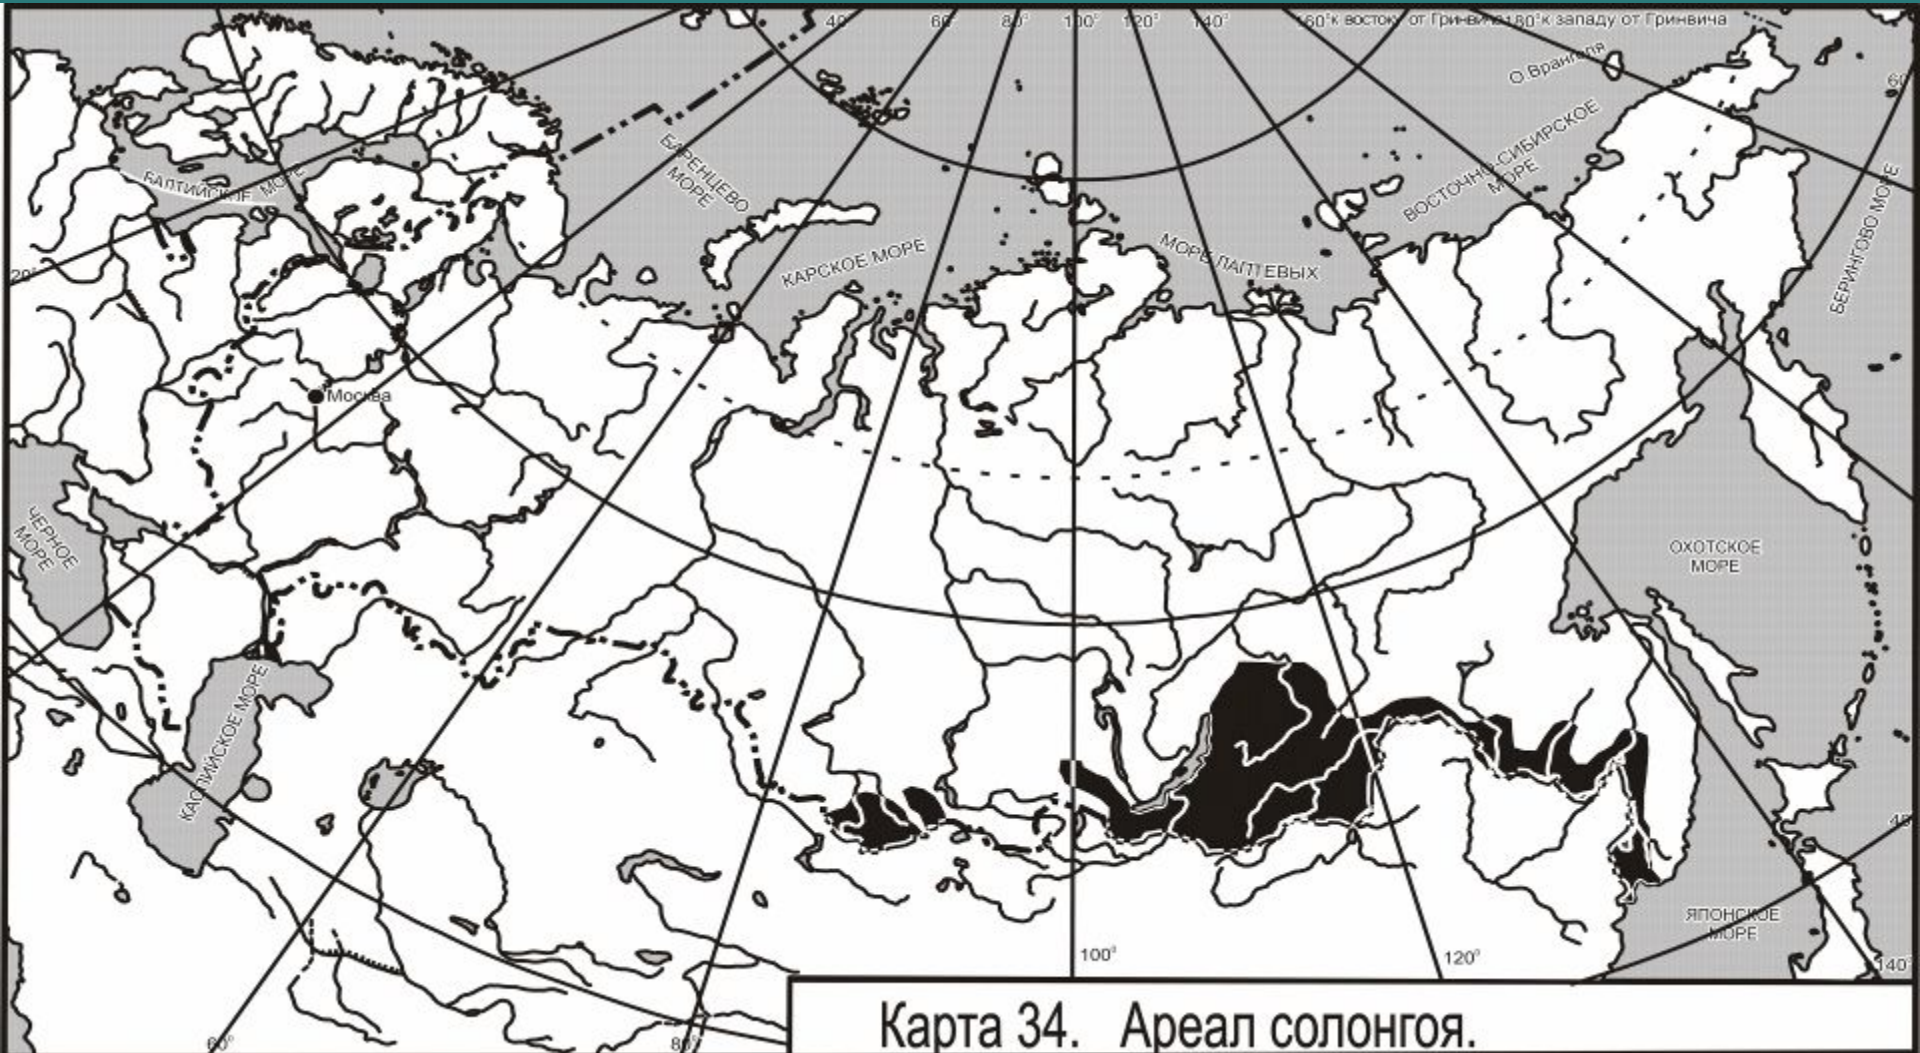 40°
60°
80°
100°
120°
140°
160°к востоку от Гринвича
180°к западу от Гринвича
О.Врангеля
60
БАРЕНЦЕВО
МОРЕ
ВОСТОЧНО-СИБИРСКОЕ
МОРЕ
БАЛТИЙСКОЕ МОРЕ
БЕРИНГОВО МОРЕ
КАРСКОЕ МОРЕ
МОРЕ ЛАПТЕВЫХ
20°
Москва
ЧЕРНОЕ
МОРЕ
ОХОТСКОЕ
МОРЕ
КАСПИЙСКОЕ МОРЕ
40
ЯПОНСКОЕ
МОРЕ
100°
120°
140°
60°
80°
Карта 34. Ареал солонгоя.